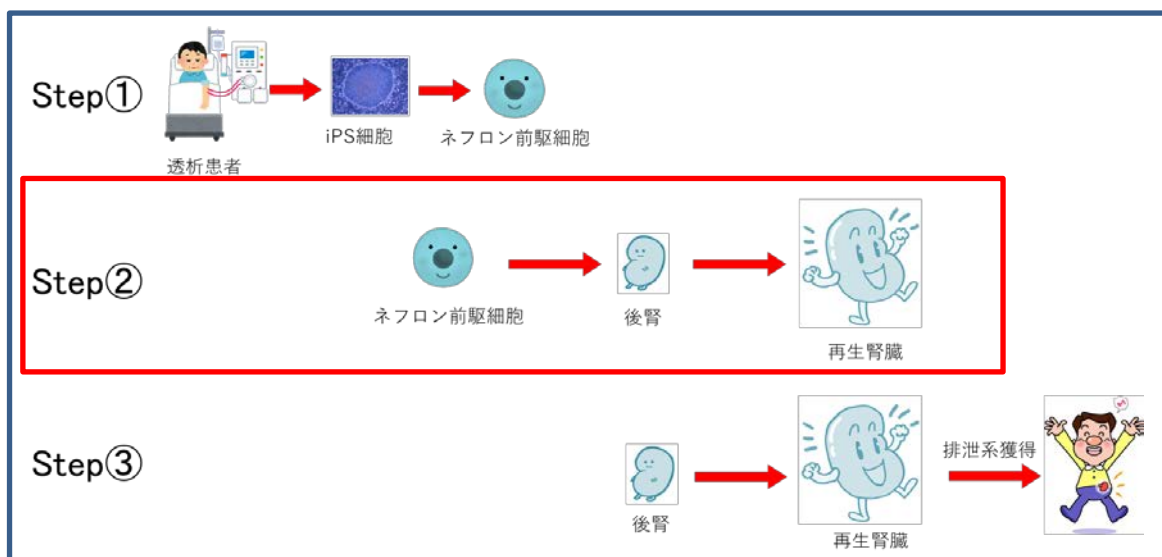 Step①
透析患者
iPS細胞
ネフロン前駆細胞
Step②
ネフロン前駆細胞
後腎
再生腎臓
Step③
後腎
再生腎臓
排泄系獲得